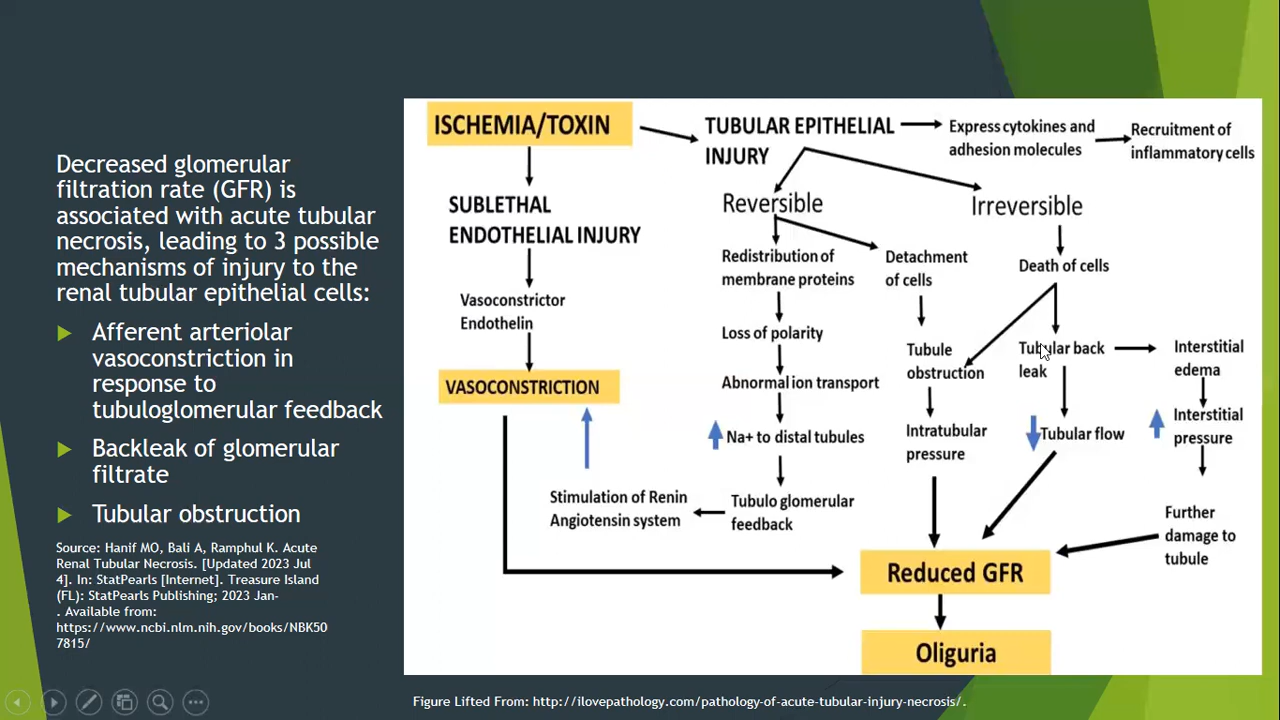 Decreased glomerular
filtration rate (GFR) is
associated with acute tubular
necrosis, leading to 3 possible
mechanisms of injury to the
renal tubular epithelial cells:
Afferent arteriolar
vasoconstriction in
response to
tubuloglomerular feedback
Backleak of glomerular
filtrate
Tubular obstruction
Source: Hanif MO, Bali A, Ramphul K. Acute
Renal Tubular Necrosis. [Updated 2023 Jul
4]. In: StatPearls [Internet]. Treasure Island
(FL): StatPearls Publishing; 2023 Jan-
. Available from:
https://www.ncbi.nlm.nih.gov/books/NBK50
7815/
ISCHEMIA/TOXIN
TUBULAR EPITHELIAL
INJURY
Express cytokines and
adhesion molecules
Recruitment of
inflammatory cells
SUBLETHAL
ENDOTHELIAL INJURY
Reversible
Irreversible
Redistribution of
membrane proteins
Detachment
of cells
Death of cells
Vasoconstrictor
Endothelin
Loss of polarity
Tubule
obstruction
Tubular back
leak
Interstitial
edema
VASOCONSTRICTION
Abnormal ion transport
Na+ to distal tubules
Intratubular
pressure
Tubular flow
Interstitial
pressure
Stimulation of Renin
Angiotensin system
Tubulo glomerular
feedback
Further
damage to
tubule
Reduced GFR
Oliguria
Figure Lifted From: http://ilovepathology.com/pathology-of-acute-tubular-injury-necrosis/.